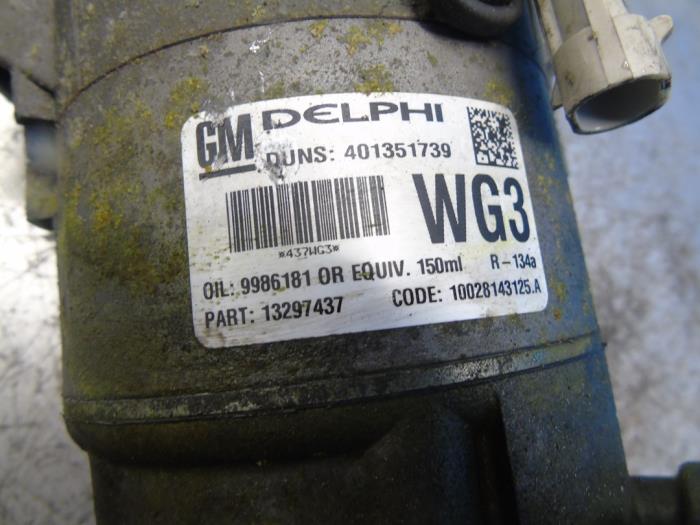 GM DELPHI
DUNS: 401351739
WG3
*437WG3*
OIL: 9986181 OR EQUIV. 150ml R-134a
PART: 13297437 CODE: 10028143125.A